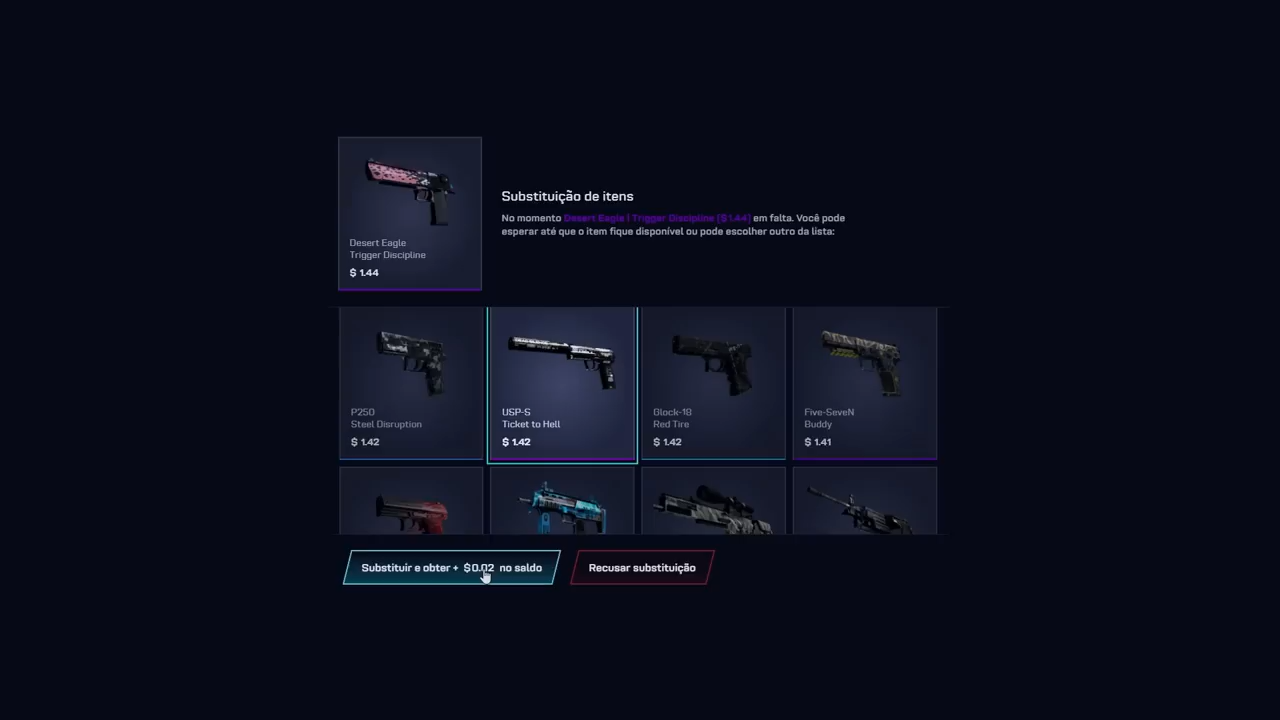 Desert Eagle
Trigger Discipline
$ 1.44
Substituição de itens
No momento Desert Eagle | Trigger Discipline ($1.44) em falta. Você pode
esperar até que o item fique disponível ou pode escolher outro da lista:
P250
Steel Disruption
$ 1.42
USP-S
Ticket to Hell
$ 1.42
Glock-18
Red Tire
$ 1.42
Five-SeveN
Buddy
$ 1.41
Substituir e obter + $0.02 no saldo
Recusar substituição